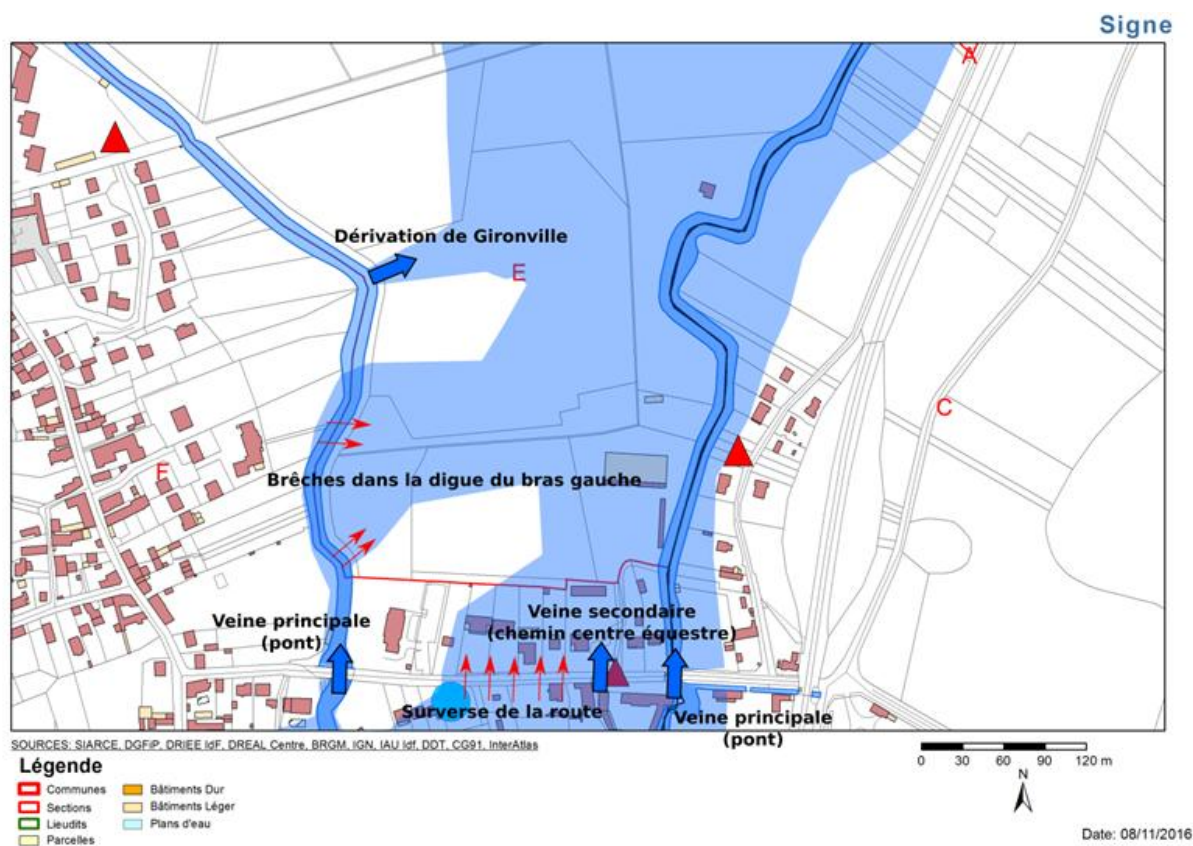 Signe
A
Dérivation de Gironville
E
C
Brêches dans la digue du bras gauche
F
Veine principale
(pont)
Veine secondaire
(chemin centre équestre)
Surverse de la route
Veine principale
(pont)
SOURCES: SIARCE, DGFiP, DRIEE IdF, DREAL Centre, BRGM, IGN, IAU Idf, DDT, CG91, InterAtlas
Légende
Communes
Sections
Lieudits
Parcelles
Bâtiments Dur
Bâtiments Léger
Plans d'eau
0 30 60 90 120 m
N
Date: 08/11/2016